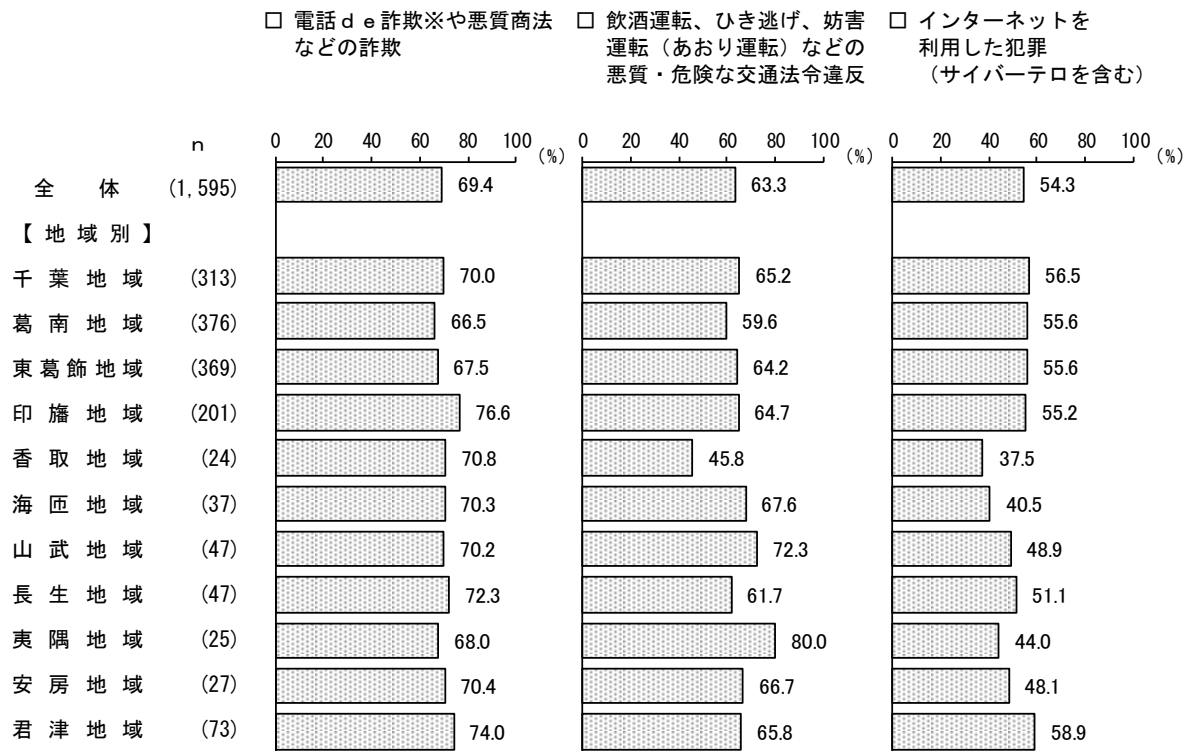 □ 電話ｄｅ詐欺※や悪質商法
などの詐欺
□ 飲酒運転、ひき逃げ、妨害
運転（あおり運転）などの
悪質・危険な交通法令違反
□ インターネットを
利用した犯罪
（サイバーテロを含む）
n
0 20 40 60 80 100 (%)
0 20 40 60 80 100 (%)
0 20 40 60 80 100 (%)
全体 (1,595) 69.4 63.3 54.3
【地域別】
千葉地域 (313) 70.0 65.2 56.5
葛南地域 (376) 66.5 59.6 55.6
東葛飾地域 (369) 67.5 64.2 55.6
印旛地域 (201) 76.6 64.7 55.2
香取地域 (24) 70.8 45.8 37.5
海匝地域 (37) 70.3 67.6 40.5
山武地域 (47) 70.2 72.3 48.9
長生地域 (47) 72.3 61.7 51.1
夷隅地域 (25) 68.0 80.0 44.0
安房地域 (27) 70.4 66.7 48.1
君津地域 (73) 74.0 65.8 58.9